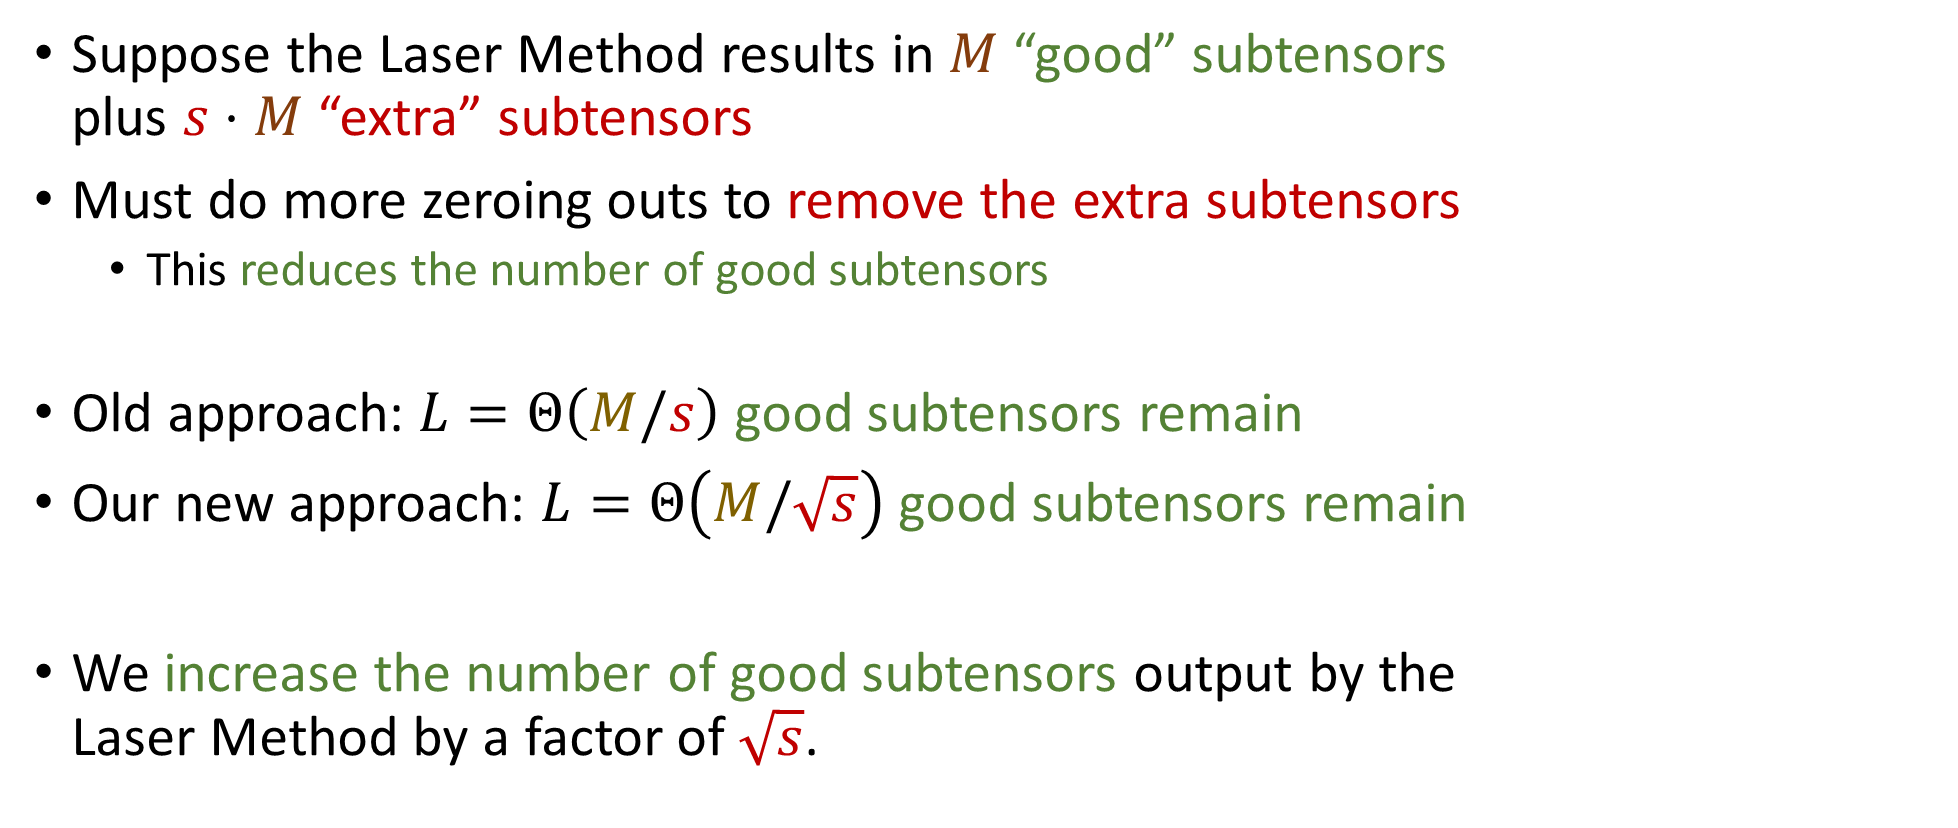 • Suppose the Laser Method results in M “good” subtensors
plus s · M “extra” subtensors
• Must do more zeroing outs to remove the extra subtensors
• This reduces the number of good subtensors
• Old approach: L = Θ(M/s) good subtensors remain
• Our new approach: L = Θ(M/√s) good subtensors remain
• We increase the number of good subtensors output by the
Laser Method by a factor of √s.